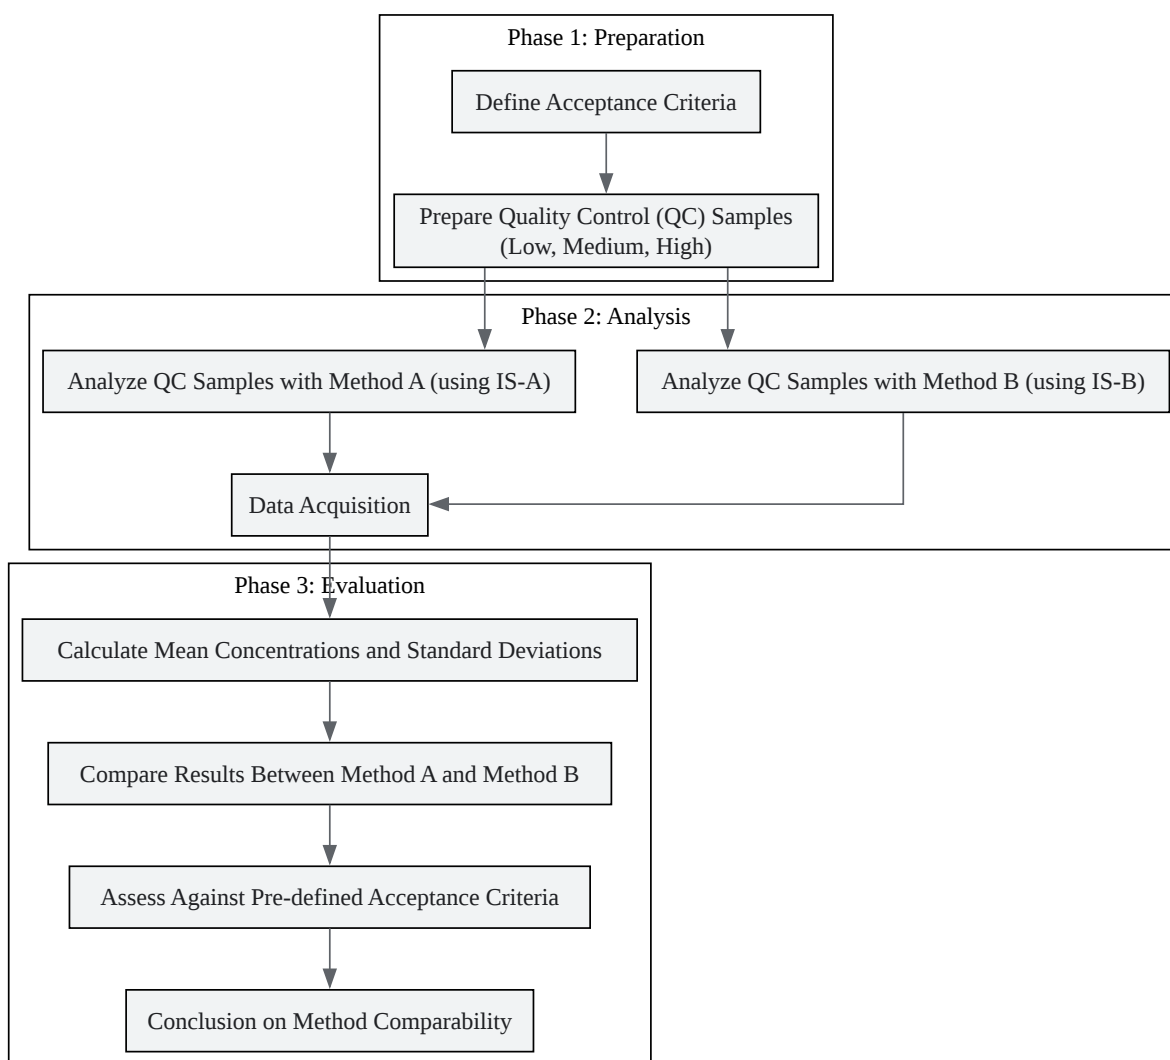 Phase 1: Preparation
Define Acceptance Criteria
Prepare Quality Control (QC) Samples
(Low, Medium, High)
Phase 2: Analysis
Analyze QC Samples with Method A (using IS-A)
Analyze QC Samples with Method B (using IS-B)
Data Acquisition
Phase 3: Evaluation
Calculate Mean Concentrations and Standard Deviations
Compare Results Between Method A and Method B
Assess Against Pre-defined Acceptance Criteria
Conclusion on Method Comparability